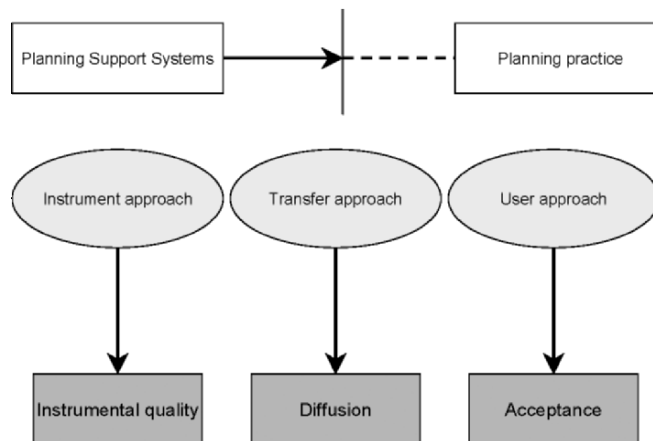 Planning Support Systems
Planning practice
Instrument approach
Transfer approach
User approach
Instrumental quality
Diffusion
Acceptance